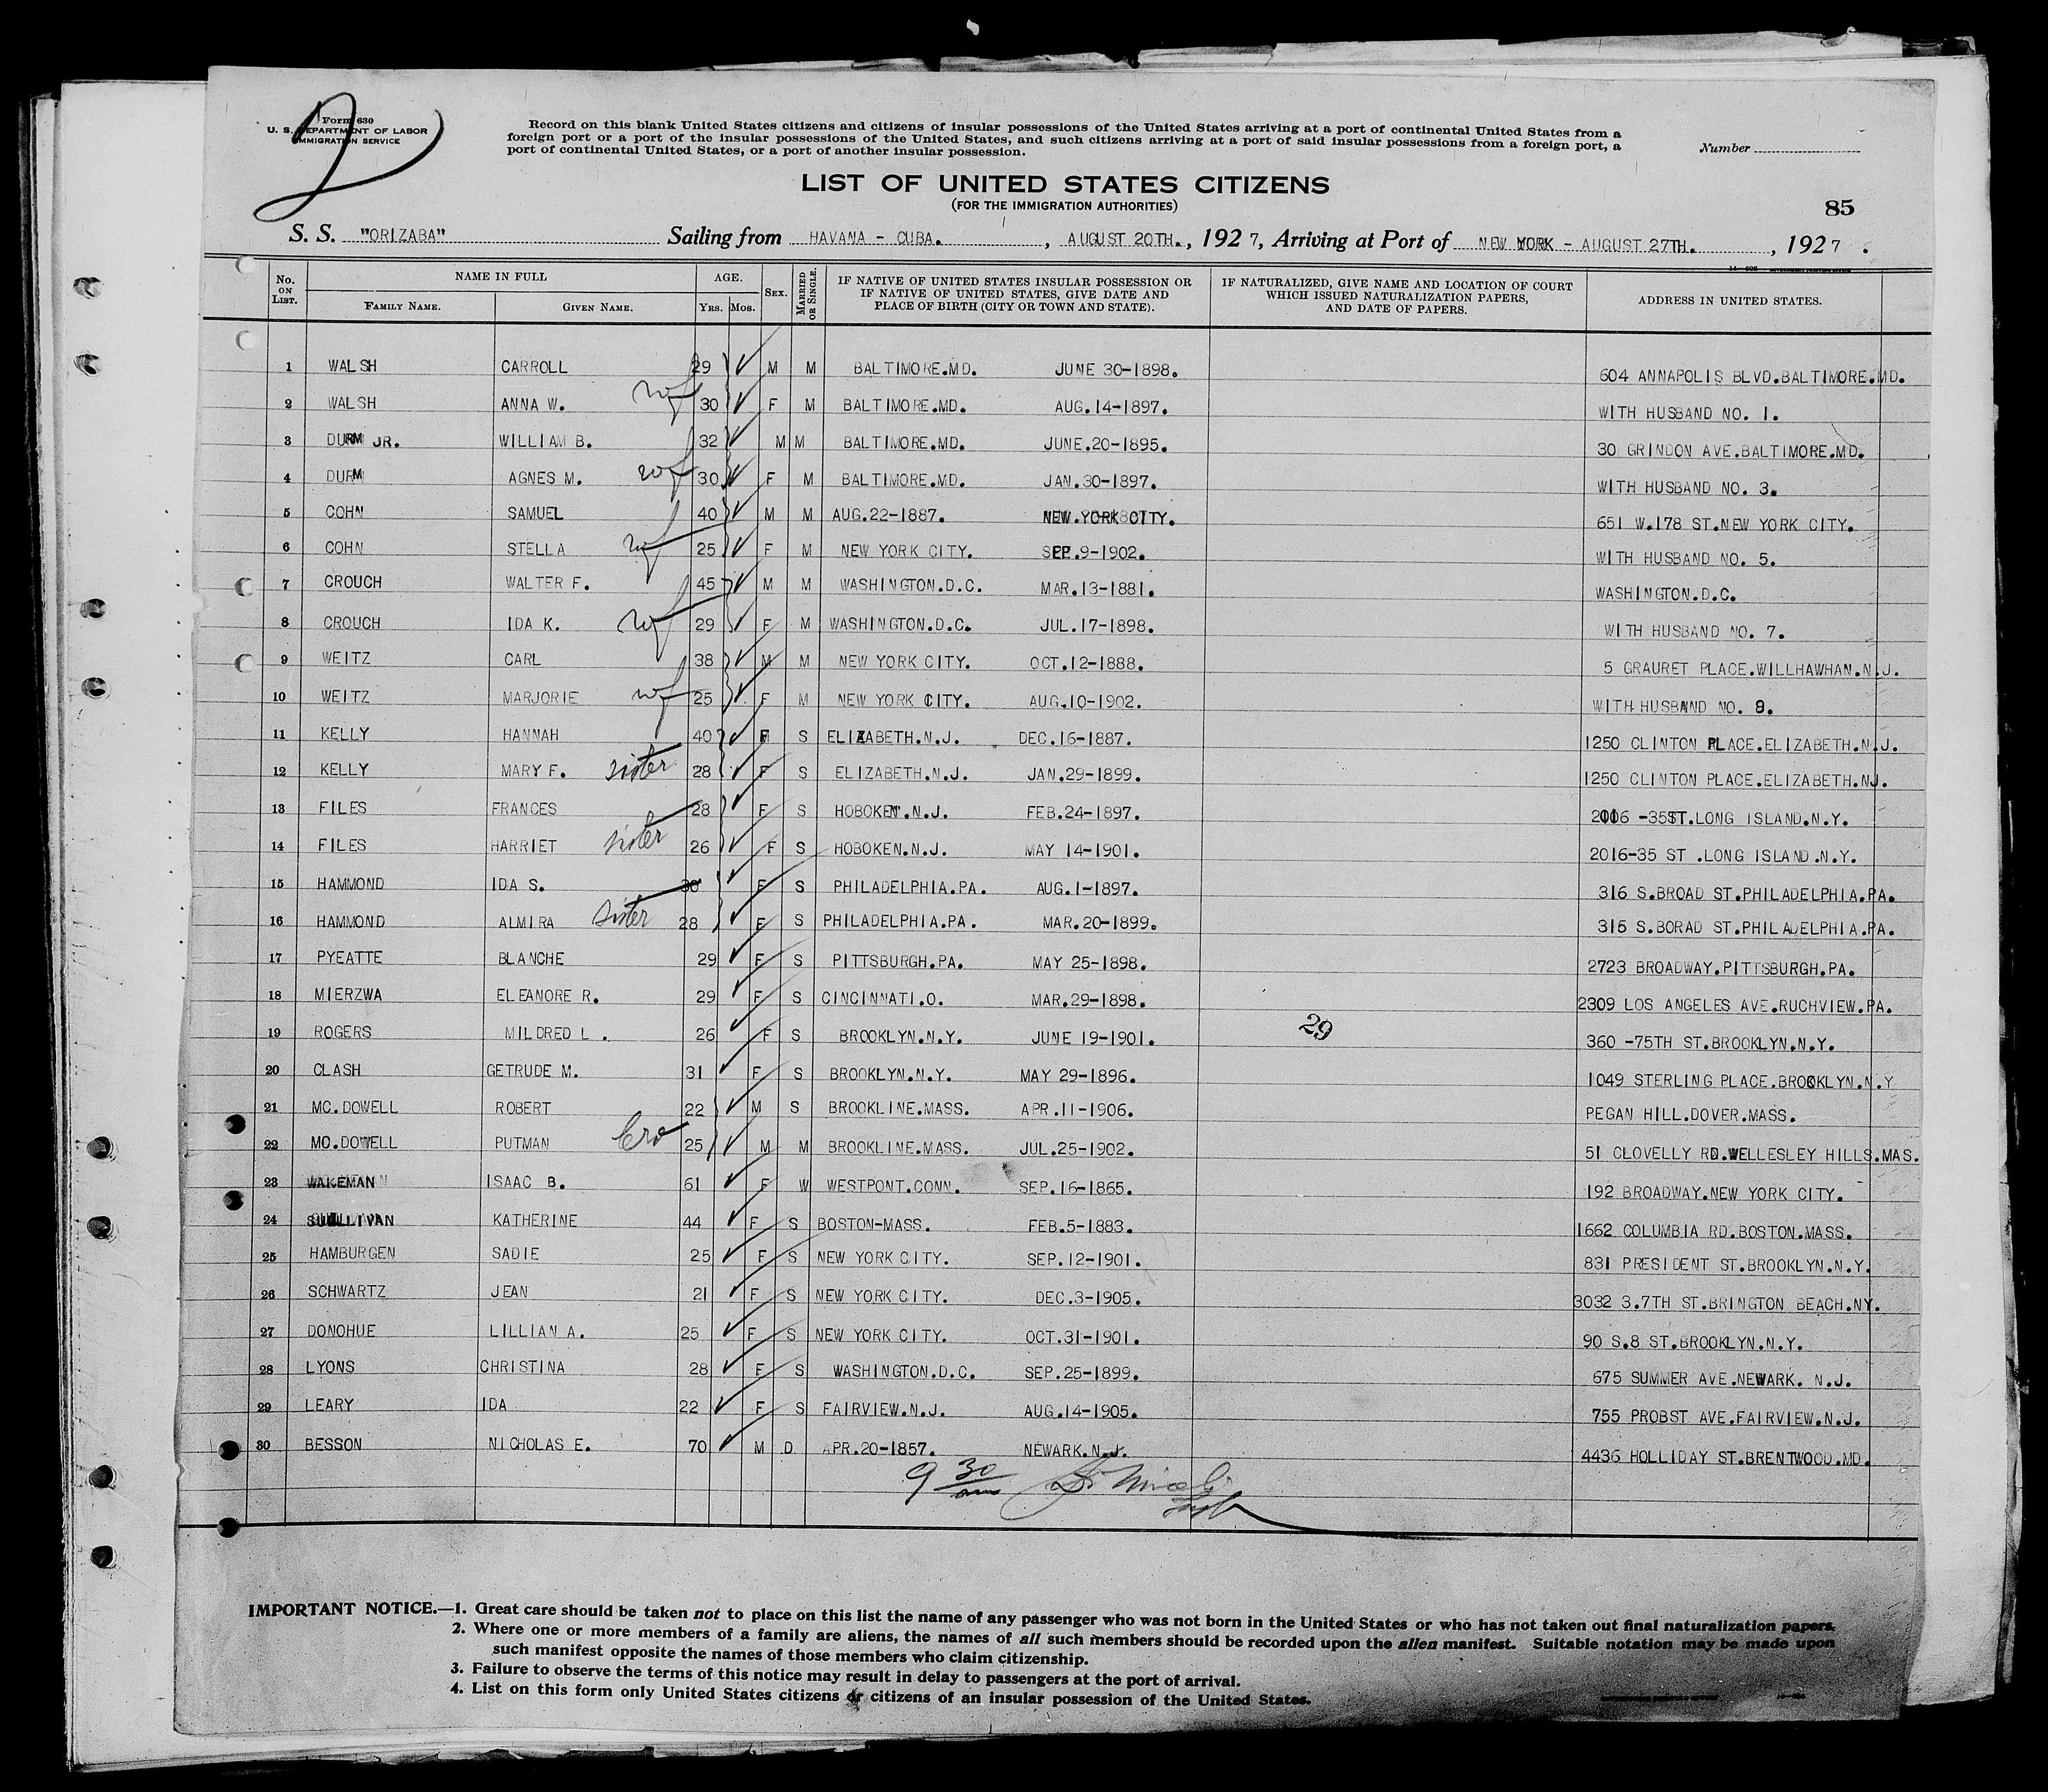 Form 630
U. S. DEPARTMENT OF LABOR
IMMIGRATION SERVICE
Record on this blank United States citizens and citizens of insular possessions of the United States arriving at a port of continental United States from a
foreign port or a port of the insular possessions of the United States, and such citizens arriving at a port of said insular possessions from a foreign port, a
port of continental United States, or a port of another insular possession.
Number
LIST OF UNITED STATES CITIZENS
(FOR THE IMMIGRATION AUTHORITIES)
85
S. S. "ORIZABA" Sailing from HAVANA - CUBA. , AUGUST 20TH. , 192 7, Arriving at Port of NEW YORK - AUGUST 27TH. , 192 7 .
No. ON LIST. NAME IN FULL FAMILY NAME. GIVEN NAME. AGE. YRS. MOS. SEX. MARRIED OR SINGLE. IF NATIVE OF UNITED STATES INSULAR POSSESSION OR IF NATIVE OF UNITED STATES, GIVE DATE AND PLACE OF BIRTH (CITY OR TOWN AND STATE). IF NATURALIZED, GIVE NAME AND LOCATION OF COURT WHICH ISSUED NATURALIZATION PAPERS, AND DATE OF PAPERS. ADDRESS IN UNITED STATES.
1 WALSH CARROLL 29 M M BALTIMORE.MD. JUNE 30-1898. 604 ANNAPOLIS BLVD.BALTIMORE.MD.
2 WALSH ANNA W. wf 30 F M BALTIMORE.MD. AUG.14-1897. WITH HUSBAND NO. 1.
3 DURM JR. WILLIAM B. 32 M M BALTIMORE.MD. JUNE.20-1895. 30 GRINDON AVE.BALTIMORE.MD.
4 DURM AGNES M. wf 30 F M BALTIMORE.MD. JAN.30-1897. WITH HUSBAND NO. 3.
5 COHN SAMUEL 40 M M AUG.22-1887. NEW YORK CITY. 651 W.178 ST.NEW YORK CITY.
6 COHN STELLA wf 25 F M NEW YORK CITY. SEP.9-1902. WITH HUSBAND NO. 5.
7 CROUCH WALTER F. 45 M M WASHINGTON.D.C. MAR.13-1881. WASHINGTON.D.C.
8 CROUCH IDA K. wf 29 F M WASHINGTON.D.C. JUL.17-1898. WITH HUSBAND NO. 7.
9 WEITZ CARL 38 M M NEW YORK CITY. OCT.12-1888. 5 GRAURET PLACE.WILLHAWHAN.N.J.
10 WEITZ MARJORIE wf 25 F M NEW YORK CITY. AUG.10-1902. WITH HUSBAND NO. 9.
11 KELLY HANNAH 40 F S ELIZABETH.N.J. DEC.16-1887. 1250 CLINTON PLACE.ELIZABETH.N.J.
12 KELLY MARY F. sister 28 F S ELIZABETH.N.J. JAN.29-1899. 1250 CLINTON PLACE.ELIZABETH.NJ.
13 FILES FRANCES 28 F S HOBOKEN.N.J. FEB.24-1897. 2016 -35ST.LONG ISLAND.N.Y.
14 FILES HARRIET sister 26 F S HOBOKEN.N.J. MAY 14-1901. 2016-35 ST .LONG ISLAND.N.Y.
15 HAMMOND IDA S. 30 F S PHILADELPHIA.PA. AUG.1-1897. 316 S.BROAD ST.PHILADELPHIA.PA.
16 HAMMOND ALMIRA sister 28 F S PHILADELPHIA.PA. MAR.20-1899. 316 S.BORAD ST.PHILADELPHIA.PA.
17 PYEATTE BLANCHE 29 F S PITTSBURGH.PA. MAY 25-1898. 2723 BROADWAY.PITTSBURGH.PA.
18 MIERZWA ELEANORE R. 29 F S CINCINNATI.O. MAR.29-1898. 2309 LOS ANGELES AVE.RUCHVIEW.PA.
19 ROGERS MILDRED L . 26 F S BROOKLYN.N.Y. JUNE 19-1901. 29 360 -75TH ST.BROOKLYN.N.Y.
20 CLASH GETRUDE M. 31 F S BROOKLYN.N.Y. MAY 29-1896. 1049 STERLING PLACE.BROOKLYN.N.Y
21 MC.DOWELL ROBERT 22 M S BROOKLINE.MASS. APR.11-1906. PEGAN HILL.DOVER.MASS.
22 MC.DOWELL PUTMAN bro 25 M M BROOKLINE.MASS. JUL.25-1902. 51 CLOVELLY RD.WELLESLEY HILLS.MAS.
23 WAKEMAN ISAAC B. 61 F W WESTPONT.CONN. SEP.16-1865. 192 BROADWAY.NEW YORK CITY.
24 SULLIVAN KATHERINE 44 F S BOSTON-MASS. FEB.5-1883. 1662 COLUMBIA RD.BOSTON.MASS.
25 HAMBURGEN SADIE 25 F S NEW YORK CITY. SEP.12-1901. 831 PRESIDENT ST.BROOKLYN.N.Y.
26 SCHWARTZ JEAN 21 F S NEW YORK CITY. DEC.3-1905. 3032 3.7TH ST.BRINGTON BEACH.NY.
27 DONOHUE LILLIAN A. 25 F S NEW YORK CITY. OCT.31-1901. 90 S.8 ST.BROOKLYN.N.Y.
28 LYONS CHRISTINA 28 F S WASHINGTON.D.C. SEP.25-1899. 675 SUMMER AVE.NEWARK. N.J.
29 LEARY IDA 22 F S FAIRVIEW.N.J. AUG.14-1905. 755 PROBST AVE.FAIRVIEW.N.J.
30 BESSON NICHOLAS E. 70 M D APR.20-1857. NEWARK.N.J. 4436 HOLLIDAY ST.BRENTWOOD.MD.
9 30 am
IMPORTANT NOTICE.—1. Great care should be taken not to place on this list the name of any passenger who was not born in the United States or who has not taken out final naturalization papers.
2. Where one or more members of a family are aliens, the names of all such members should be recorded upon the alien manifest. Suitable notation may be made upon
such manifest opposite the names of those members who claim citizenship.
3. Failure to observe the terms of this notice may result in delay to passengers at the port of arrival.
4. List on this form only United States citizens or citizens of an insular possession of the United States.